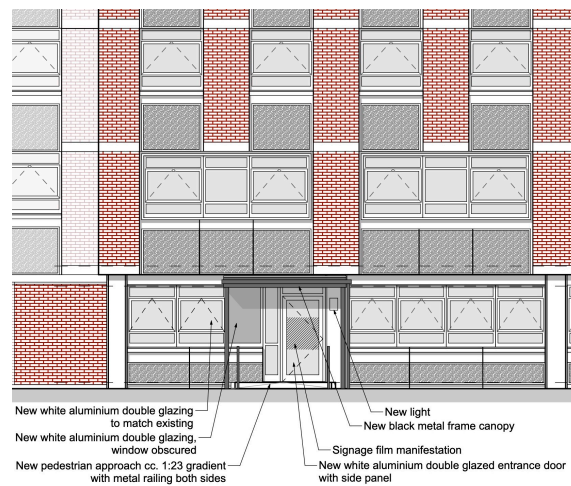 New white aluminium double glazing
to match existing
New white aluminium double glazing,
window obscured
New pedestrian approach cc. 1:23 gradient
with metal railing both sides
New light
New black metal frame canopy
Signage film manifestation
New white aluminium double glazed entrance door
with side panel